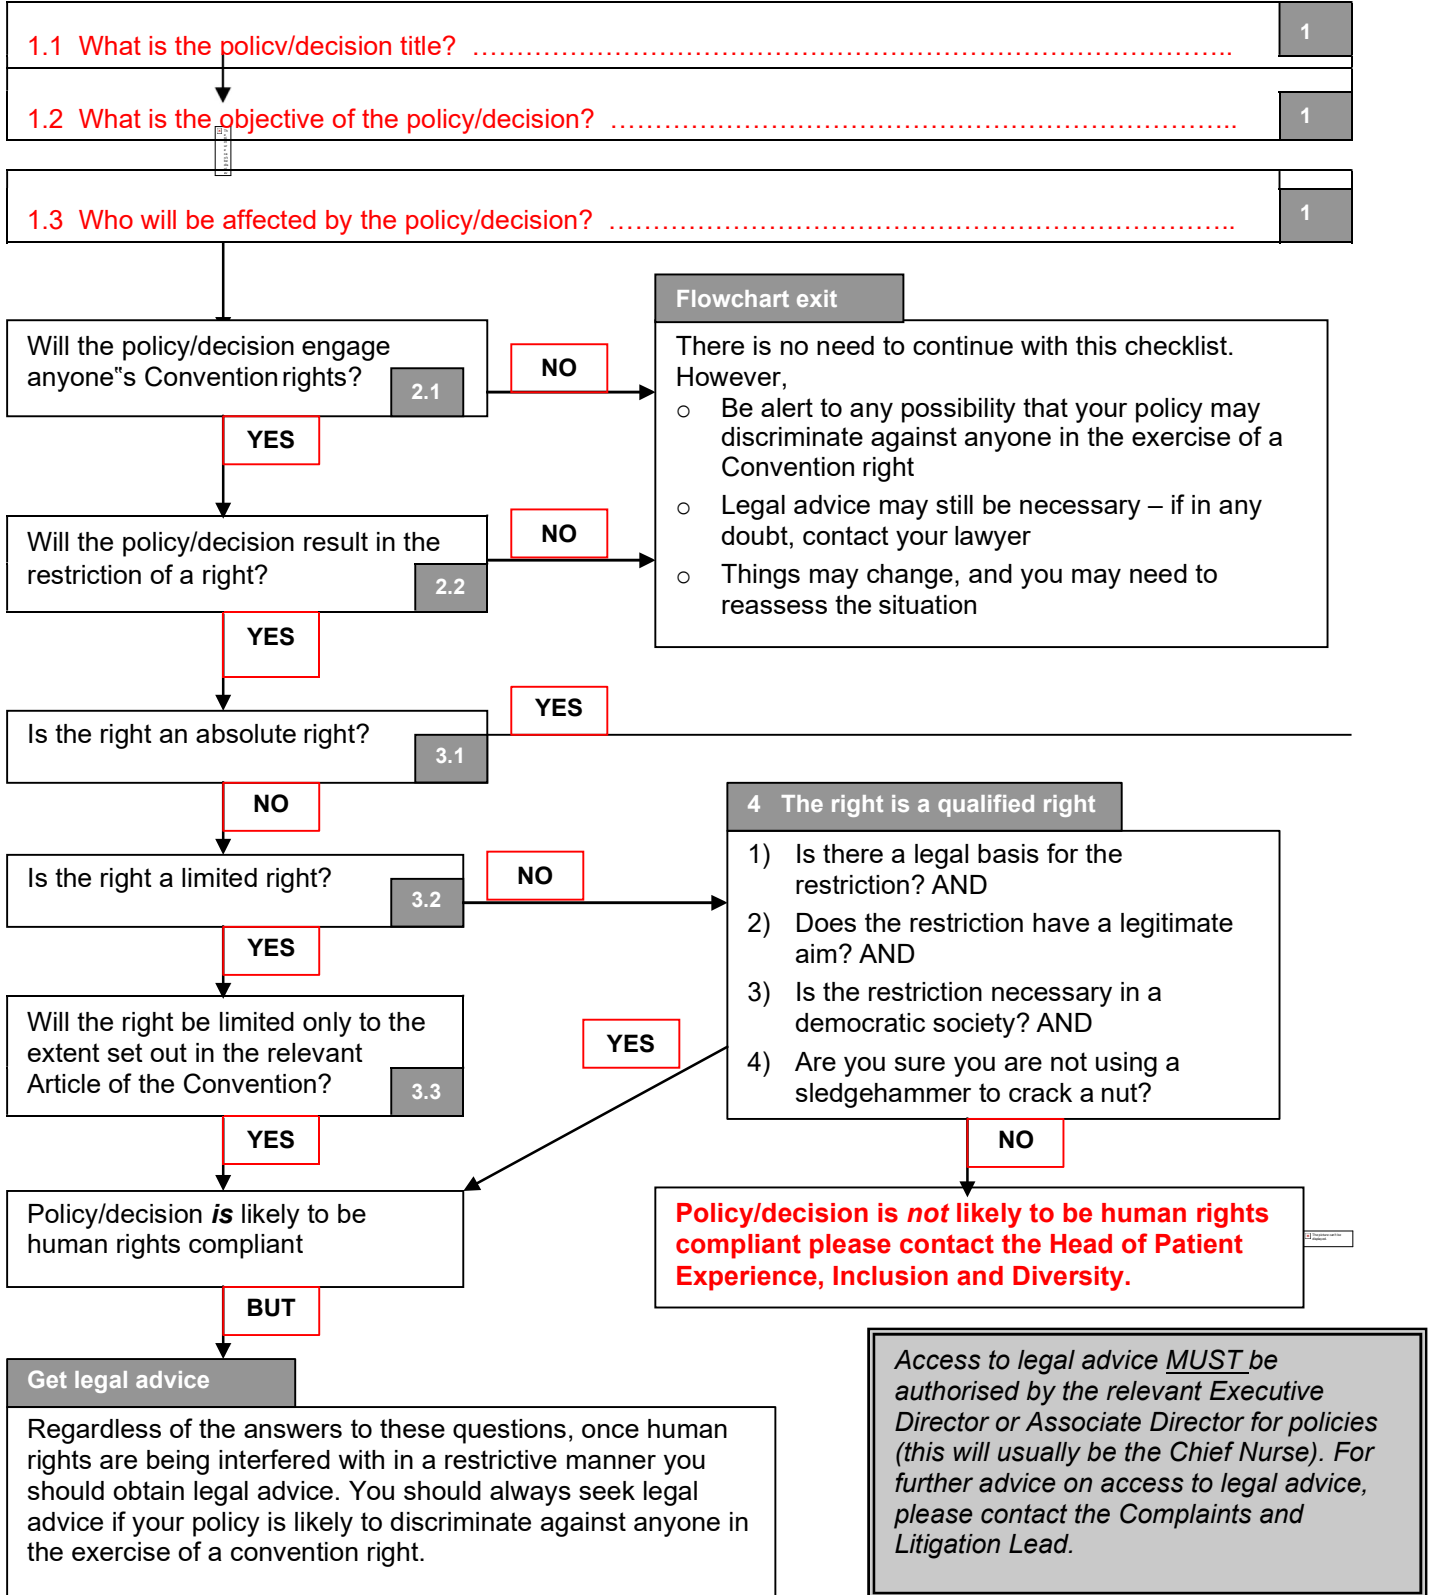 1.1 What is the policy/decision title? ………………………………………………………………………………..
1
1.2 What is the objective of the policy/decision? …………………………………………………………………..
1
1.3 Who will be affected by the policy/decision? …………………………………………………………………..
1
Will the policy/decision engage
anyone‟s Convention rights?
2.1
NO
YES
Flowchart exit
There is no need to continue with this checklist.
However,
o Be alert to any possibility that your policy may
discriminate against anyone in the exercise of a
Convention right
o Legal advice may still be necessary – if in any
doubt, contact your lawyer
o Things may change, and you may need to
reassess the situation
Will the policy/decision result in the
restriction of a right?
2.2
NO
YES
Is the right an absolute right?
3.1
YES
NO
Is the right a limited right?
3.2
NO
YES
4 The right is a qualified right
1) Is there a legal basis for the
restriction? AND
2) Does the restriction have a legitimate
aim? AND
3) Is the restriction necessary in a
democratic society? AND
4) Are you sure you are not using a
sledgehammer to crack a nut?
YES
NO
Will the right be limited only to the
extent set out in the relevant
Article of the Convention?
3.3
YES
Policy/decision is likely to be
human rights compliant
BUT
Policy/decision is not likely to be human rights
compliant please contact the Head of Patient
Experience, Inclusion and Diversity.
Get legal advice
Regardless of the answers to these questions, once human
rights are being interfered with in a restrictive manner you
should obtain legal advice. You should always seek legal
advice if your policy is likely to discriminate against anyone in
the exercise of a convention right.
Access to legal advice MUST be
authorised by the relevant Executive
Director or Associate Director for policies
(this will usually be the Chief Nurse). For
further advice on access to legal advice,
please contact the Complaints and
Litigation Lead.